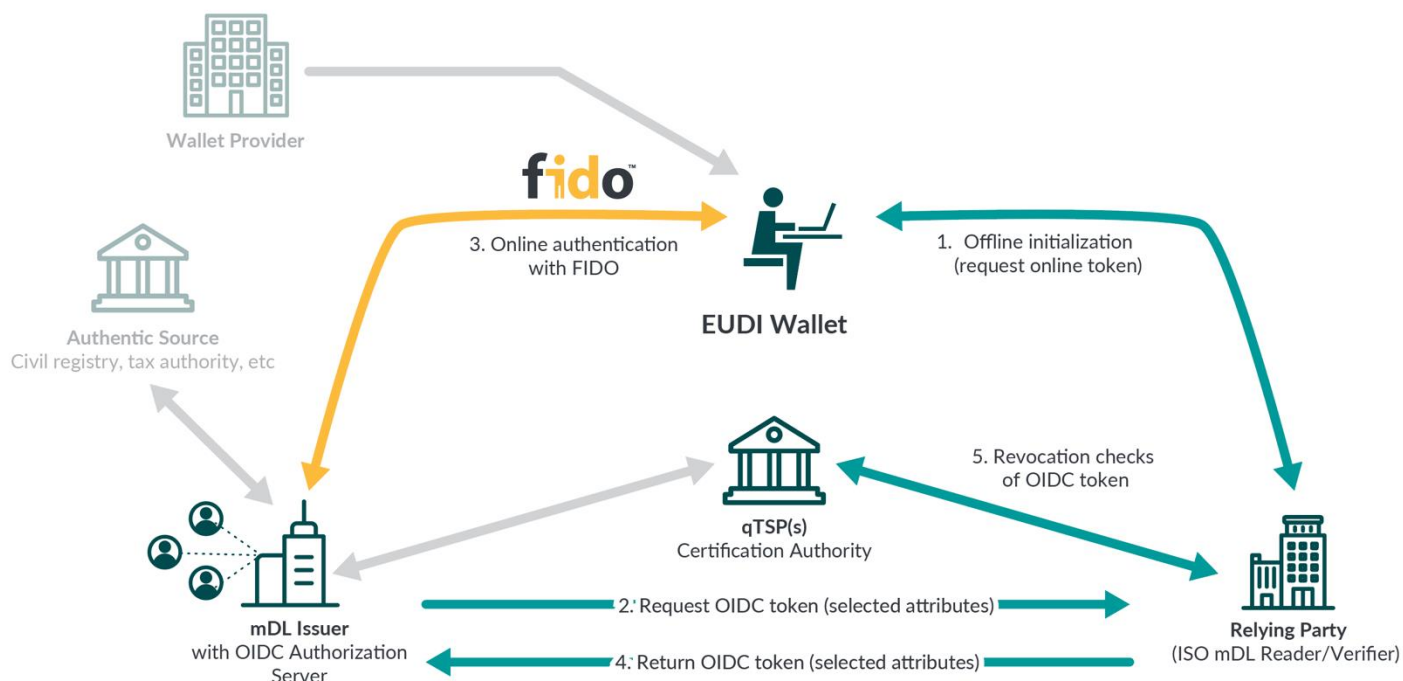 Wallet Provider
fido™
3. Online authentication
with FIDO
1. Offline initialization
(request online token)
EUDI Wallet
Authentic Source
Civil registry, tax authority, etc
5. Revocation checks
of OIDC token
qTSP(s)
Certification Authority
2. Request OIDC token (selected attributes)
mDL Issuer
with OIDC Authorization
Server
Relying Party
(ISO mDL Reader/Verifier)
4. Return OIDC token (selected attributes)